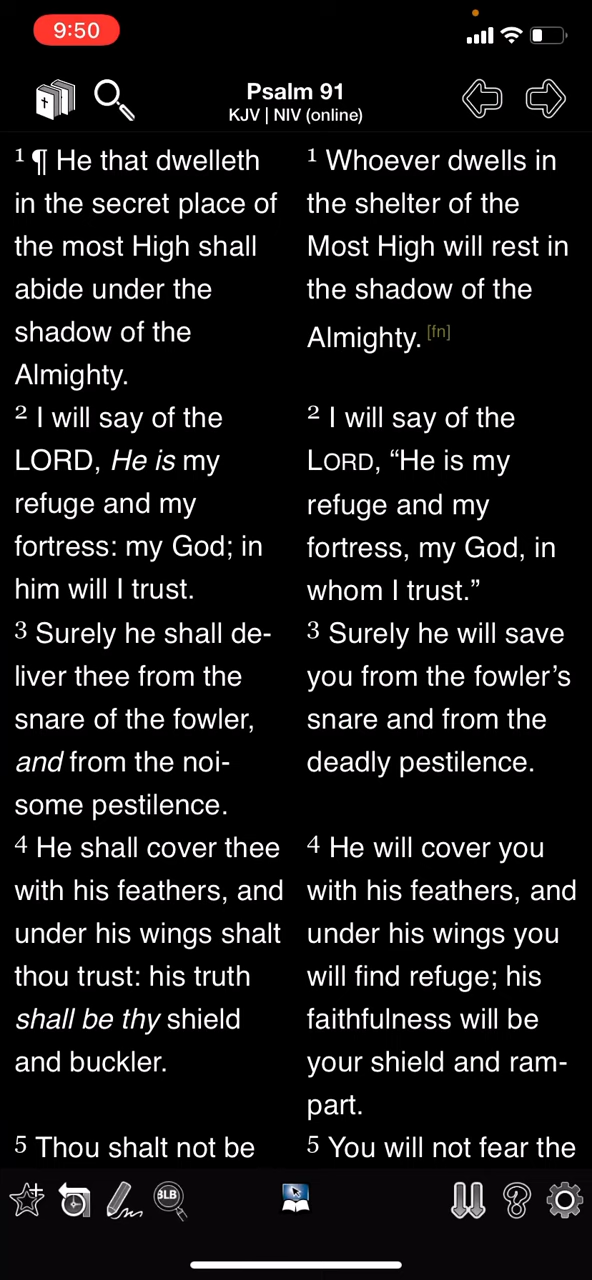 9:50
Psalm 91
KJV | NIV (online)
1 ¶ He that dwelleth
in the secret place of
the most High shall
abide under the
shadow of the
Almighty.
2 I will say of the
LORD, He is my
refuge and my
fortress: my God; in
him will I trust.
3 Surely he shall de-
liver thee from the
snare of the fowler,
and from the noi-
some pestilence.
4 He shall cover thee
with his feathers, and
under his wings shalt
thou trust: his truth
shall be thy shield
and buckler.
5 Thou shalt not be
1 Whoever dwells in
the shelter of the
Most High will rest in
the shadow of the
Almighty. [fn]
2 I will say of the
LORD, “He is my
refuge and my
fortress, my God, in
whom I trust.”
3 Surely he will save
you from the fowler’s
snare and from the
deadly pestilence.
4 He will cover you
with his feathers, and
under his wings you
will find refuge; his
faithfulness will be
your shield and ram-
part.
5 You will not fear the
BLB